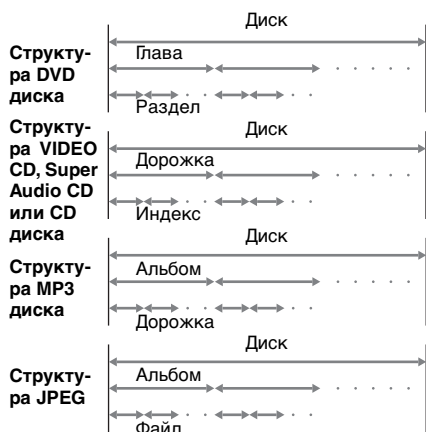 Диск
Структу-
ра DVD
диска
Глава
Раздел
Структу-
ра VIDEO
CD, Super
Audio CD
или CD
диска
Диск
Дорожка
Индекс
Диск
Структу-
ра MP3
диска
Альбом
Дорожка
Диск
Структу-
ра JPEG
Альбом
Файл